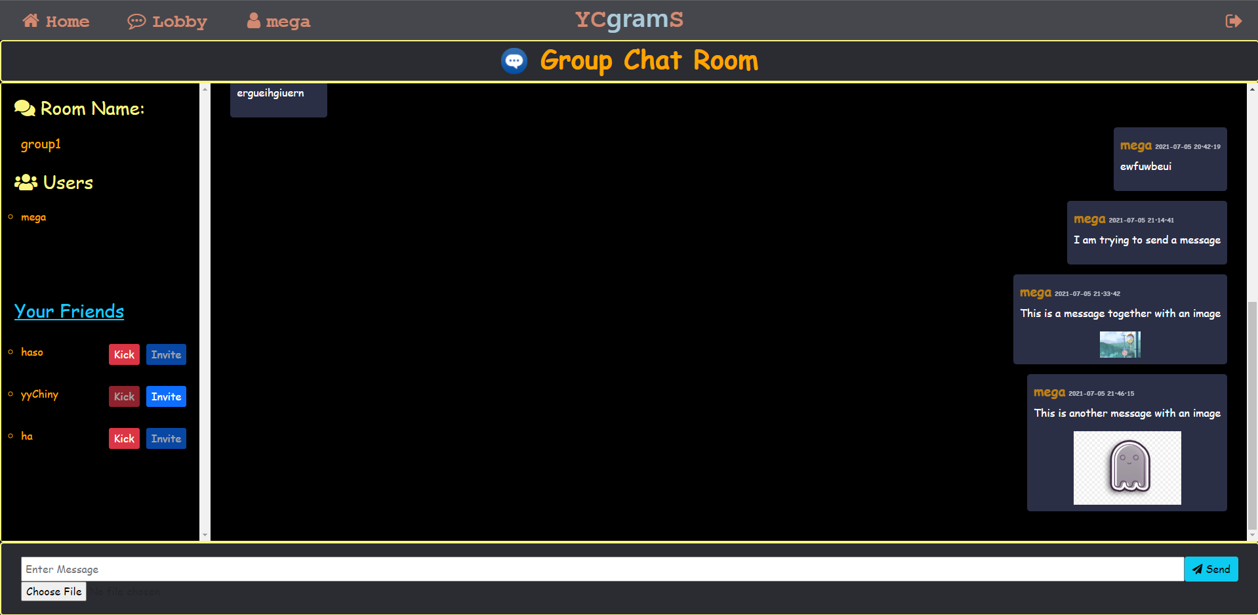 Home Lobby mega YCgramS
Group Chat Room
Room Name:
group1
Users
mega
Your Friends
haso Kick Invite
yyChiny Kick Invite
ha Kick Invite
ergueihgiuern
mega 2021-07-05 20:42:19
ewfuwbeui
mega 2021-07-05 21:14:41
I am trying to send a message
mega 2021-07-05 21:33:42
This is a message together with an image
mega 2021-07-05 21:46:15
This is another message with an image
Enter Message Send
Choose File No file chosen